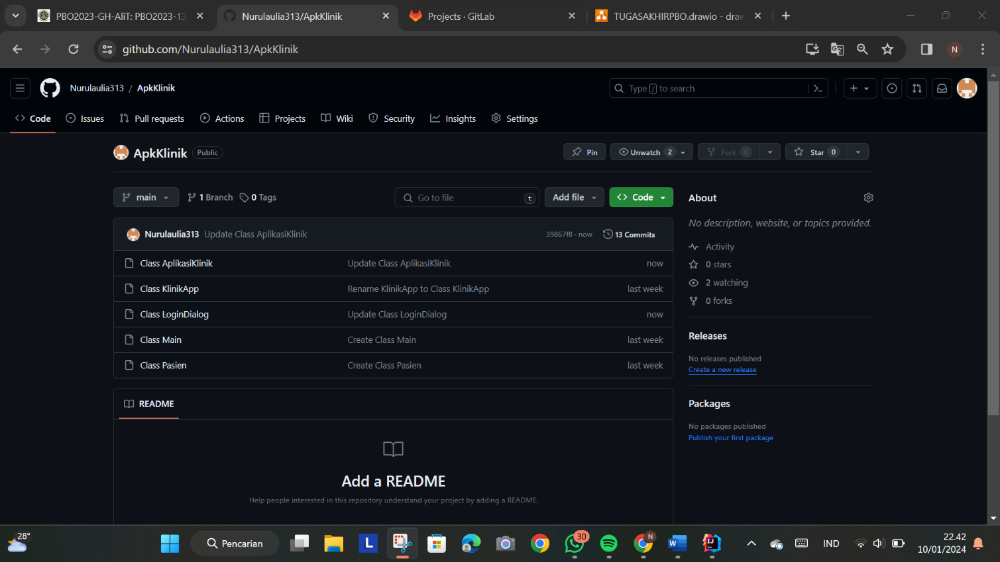 PBO2023-GH-AliT: PBO2023-13
Nurulaulia313/ApkKlinik
Projects · GitLab
TUGASAKHIRPBO.drawio - draw
github.com/Nurulaulia313/ApkKlinik
N
Nurulaulia313 / ApkKlinik
Type / to search
Code
Issues
Pull requests
Actions
Projects
Wiki
Security
Insights
Settings
ApkKlinik Public
Pin
Unwatch 2
Fork 0
Star 0
main
1 Branch
0 Tags
Go to file t
Add file
Code
Nurulaulia313 Update Class AplikasiKlinik 39867f8 · now 13 Commits
Class AplikasiKlinik Update Class AplikasiKlinik now
Class KlinikApp Rename KlinikApp to Class KlinikApp last week
Class LoginDialog Update Class LoginDialog now
Class Main Create Class Main last week
Class Pasien Create Class Pasien last week
README
Add a README
Help people interested in this repository understand your project by adding a README.
About
No description, website, or topics provided.
Activity
0 stars
2 watching
0 forks
Releases
No releases published
Create a new release
Packages
No packages published
Publish your first package
28°
Pencarian
L
30
N
W
IJ
IND
22.42
10/01/2024